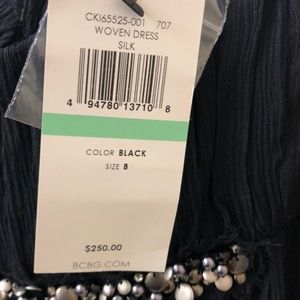 CKI65525-001 707
WOVEN DRESS
SILK
4 94780 13710 8
COLOR BLACK
SIZE 8
$250.00
BCBG.COM